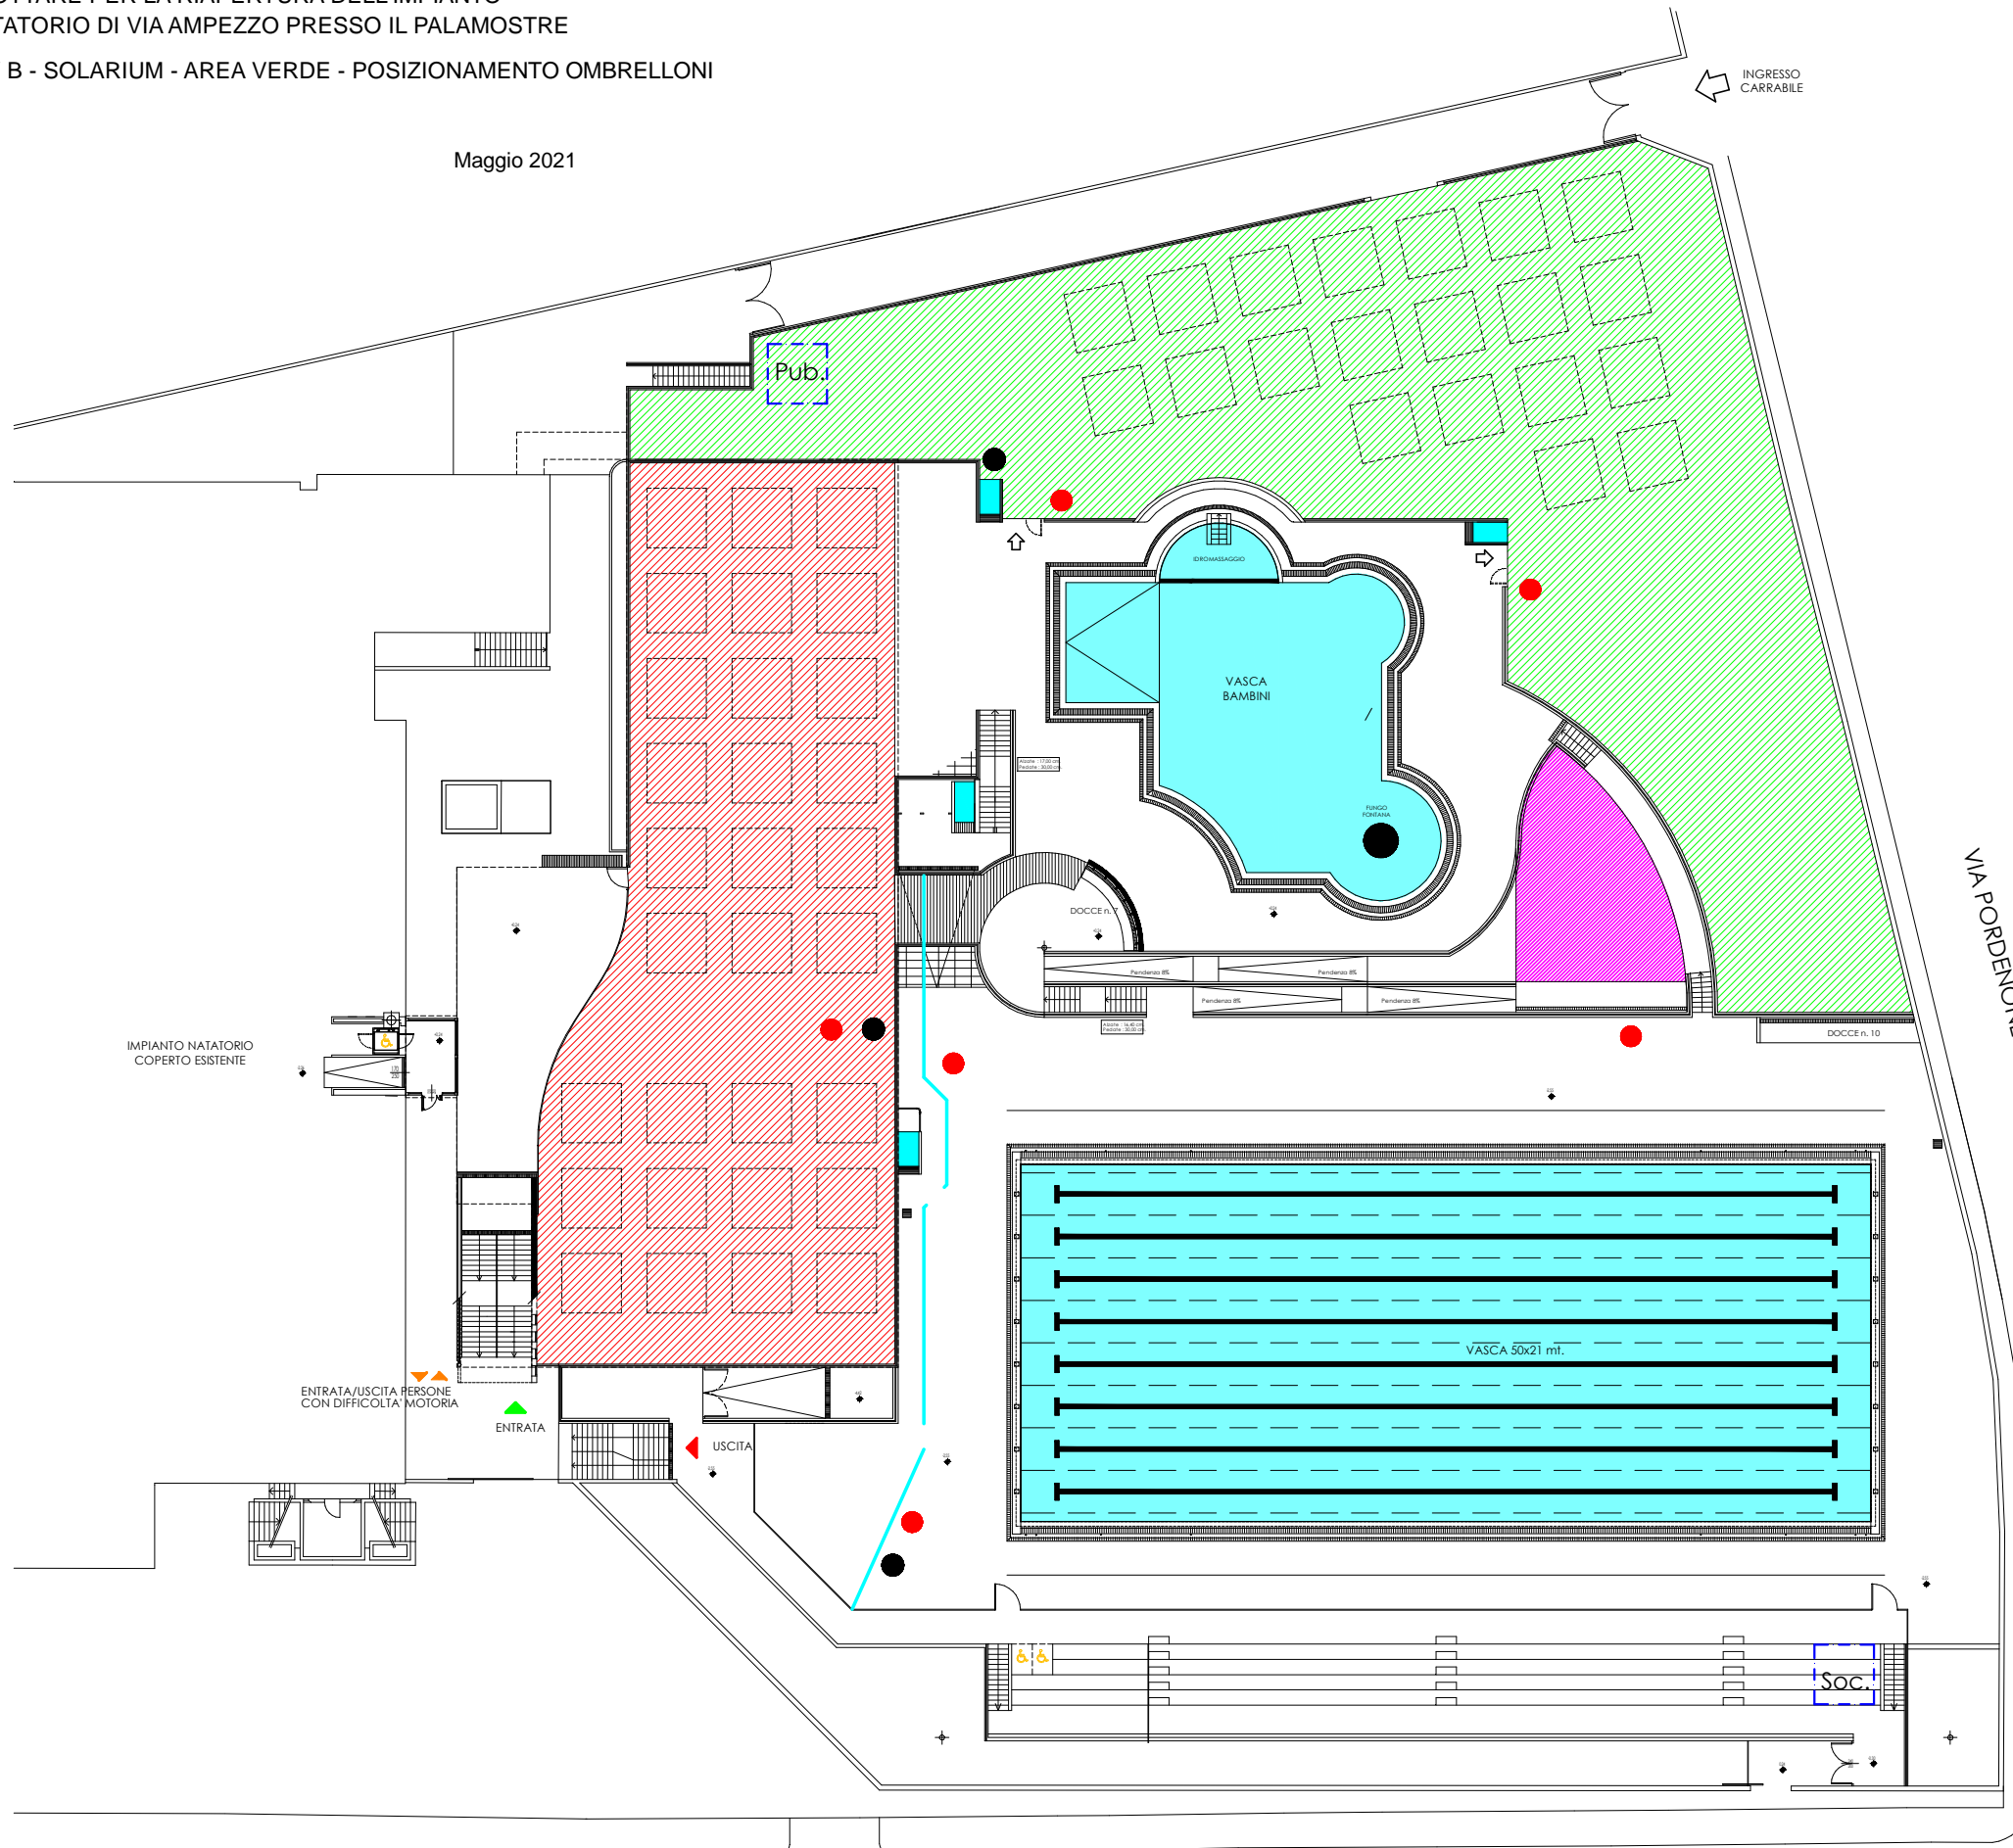 TATORIO DI VIA AMPEZZO PRESSO IL PALAMOSTRE
B - SOLARIUM - AREA VERDE - POSIZIONAMENTO OMBRELLONI
INGRESSO
CARRABILE
Maggio 2021
Pub.
IDROMASSAGGIO
VASCA
BAMBINI
FUNGO
FONTANA
DOCCE n. 7
Pendenza 8%
Pendenza 8%
Pendenza 8%
Pendenza 8%
VIA PORDENONE
DOCCE n. 10
IMPIANTO NATATORIO
COPERTO ESISTENTE
VASCA 50x21 mt.
ENTRATA/USCITA PERSONE
CON DIFFICOLTA' MOTORIA
ENTRATA
USCITA
Soc.